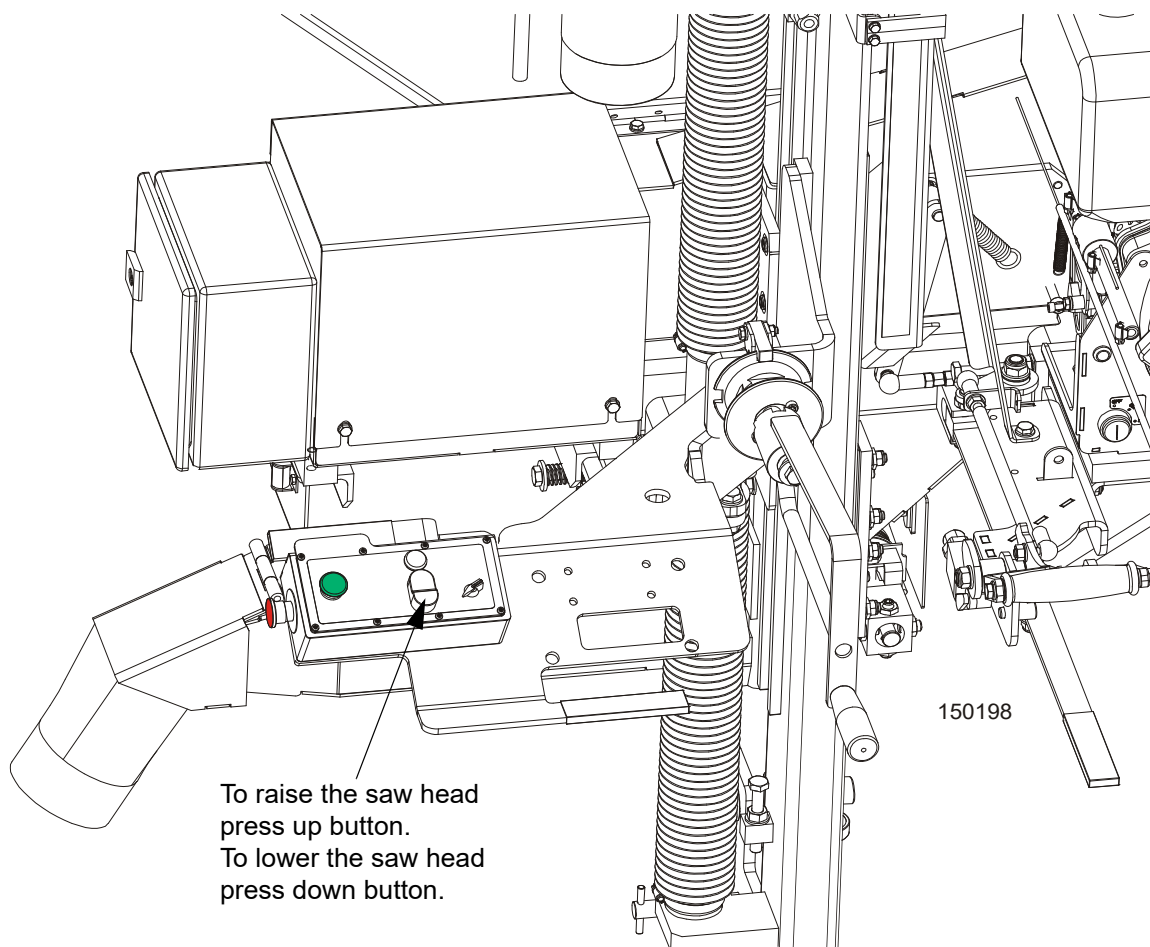 150198
To raise the saw head
press up button.
To lower the saw head
press down button.